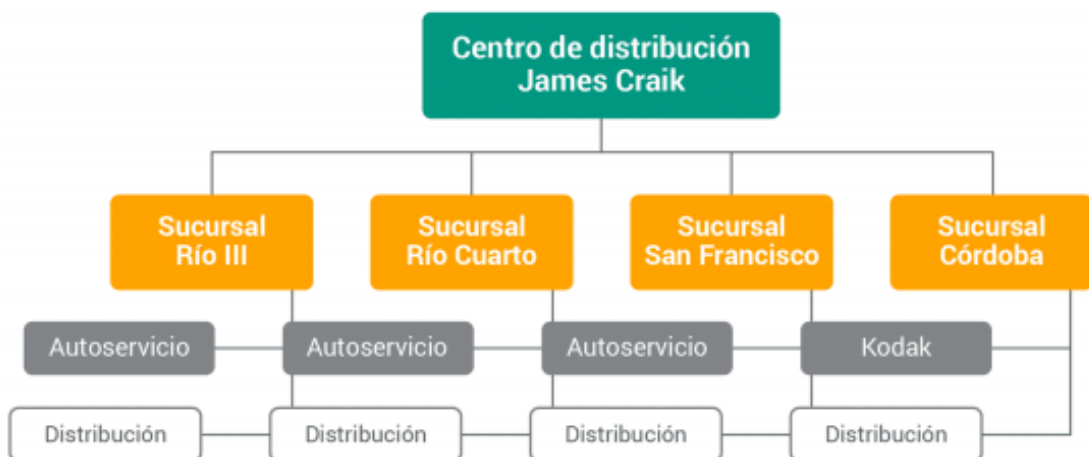 Centro de distribución
James Craik
Sucursal
Río III
Sucursal
Río Cuarto
Sucursal
San Francisco
Sucursal
Córdoba
Autoservicio
Autoservicio
Autoservicio
Kodak
Distribución
Distribución
Distribución
Distribución